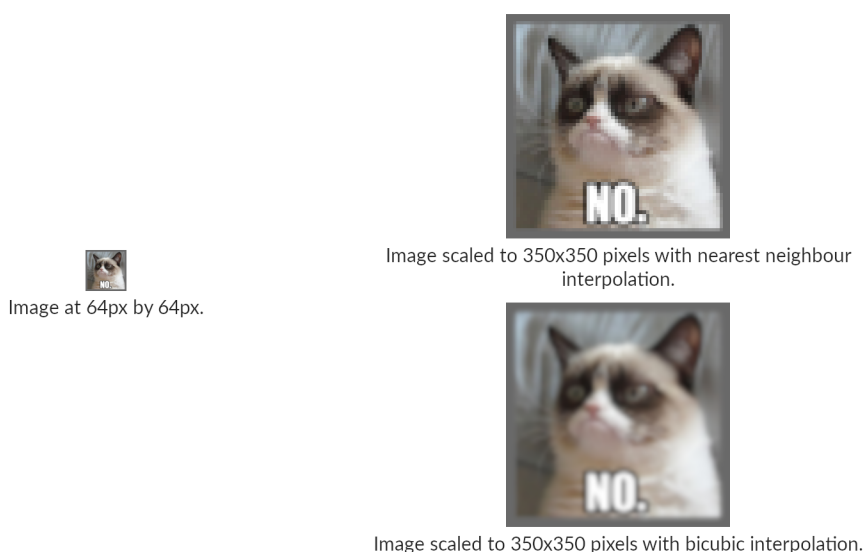 NO.
Image at 64px by 64px.
NO.
Image scaled to 350x350 pixels with nearest neighbour
interpolation.
NO.
Image scaled to 350x350 pixels with bicubic interpolation.